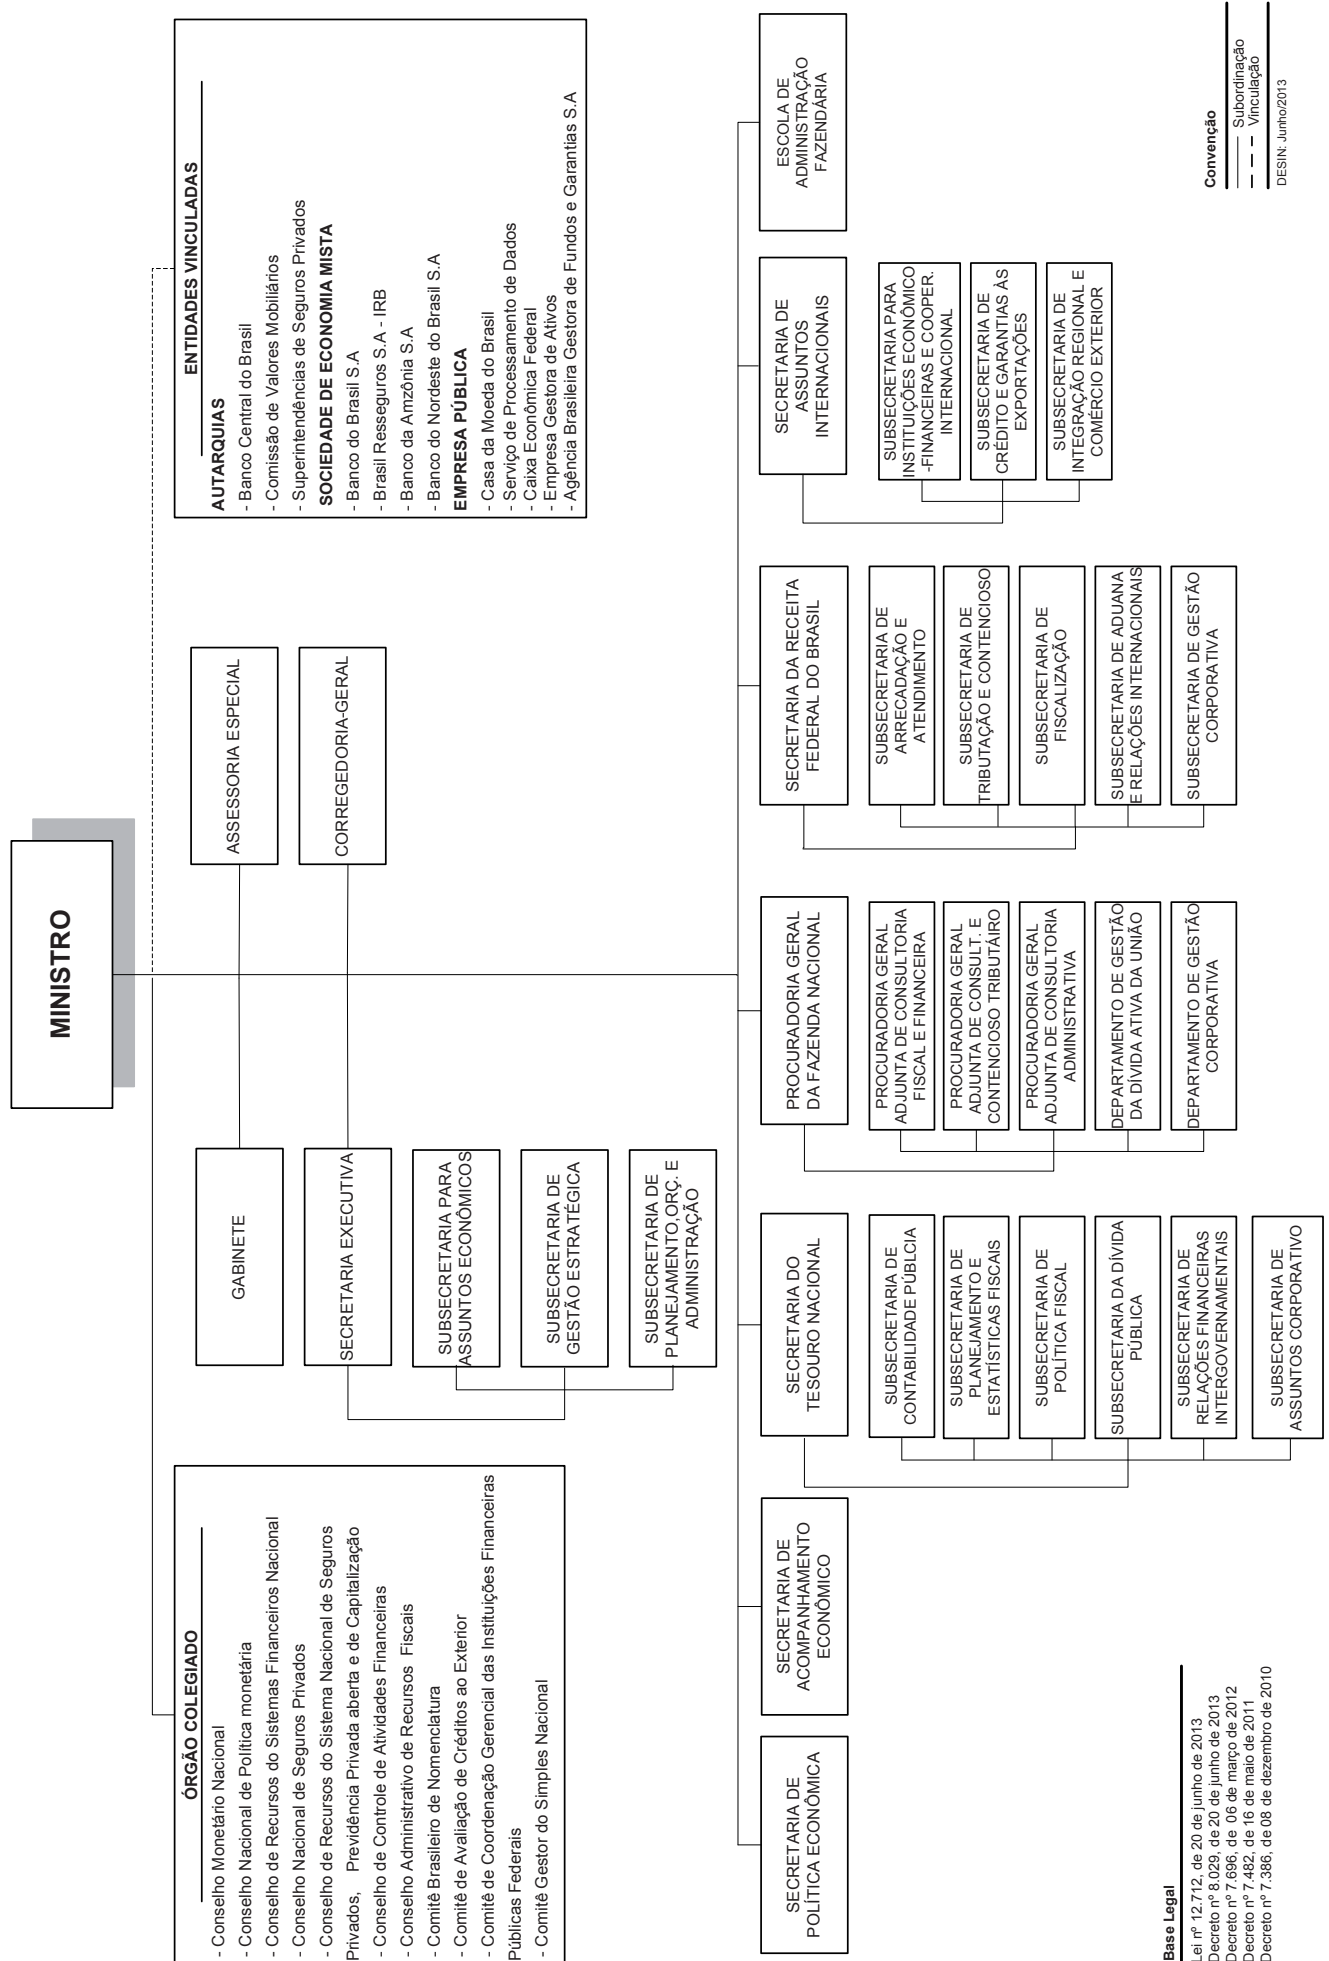 MINISTRO
ÓRGÃO COLEGIADO
- Conselho Monetário Nacional
- Conselho Nacional de Política monetária
- Conselho de Recursos do Sistemas Financeiros Nacional
- Conselho Nacional de Seguros Privados
- Conselho de Recursos do Sistema Nacional de Seguros
Privados, Previdência Privada aberta e de Capitalização
- Conselho de Controle de Atividades Financeiras
- Conselho Administrativo de Recursos Fiscais
- Comitê Brasileiro de Nomenclatura
- Comitê de Avaliação de Créditos ao Exterior
- Comitê de Coordenação Gerencial das Instituições Financeiras
Públicas Federais
- Comitê Gestor do Simples Nacional
GABINETE
SECRETARIA EXECUTIVA
SUBSECRETARIA PARA
ASSUNTOS ECONÔMICOS
SUBSECRETARIA DE
GESTÃO ESTRATÉGICA
SUBSECRETARIA DE
PLANEJAMENTO,ORÇ. E
ADMINISTRAÇÃO
ASSESSORIA ESPECIAL
CORREGEDORIA-GERAL
ENTIDADES VINCULADAS
AUTARQUIAS
- Banco Central do Brasil
- Comissão de Valores Mobiliários
- Superintendências de Seguros Privados
SOCIEDADE DE ECONOMIA MISTA
- Banco do Brasil S.A
- Brasil Resseguros S.A - IRB
- Banco da Amzônia S.A
- Banco do Nordeste do Brasil S.A
EMPRESA PÚBLICA
- Casa da Moeda do Brasil
- Serviço de Processamento de Dados
- Caixa Econômica Federal
- Empresa Gestora de Ativos
- Agência Brasileira Gestora de Fundos e Garantias S.A
SECRETARIA DE
POLÍTICA ECONÔMICA
SECRETARIA DE
ACOMPANHAMENTO
ECONÔMICO
SECRETARIA DO
TESOURO NACIONAL
SUBSECRETARIA DE
CONTABILIDADE PÚBLCIA
SUBSECRETARIA DE
PLANEJAMENTO E
ESTATÍSTICAS FISCAIS
SUBSECRETARIA DE
POLÍTICA FISCAL
SUBSECRETARIA DA DÍVIDA
PÚBLICA
SUBSECRETARIA DE
RELAÇÕES FINANCEIRAS
INTERGOVERNAMENTAIS
SUBSECRETARIA DE
ASSUNTOS CORPORATIVO
PROCURADORIA GERAL
DA FAZENDA NACIONAL
PROCURADORIA GERAL
ADJUNTA DE CONSULTORIA
FISCAL E FINANCEIRA
PROCURADORIA GERAL
ADJUNTA DE CONSULT. E
CONTENCIOSO TRIBUTÁIRO
PROCURADORIA GERAL
ADJUNTA DE CONSULTORIA
ADMINISTRATIVA
DEPARTAMENTO DE GESTÃO
DA DÍVIDA ATIVA DA UNIÃO
DEPARTAMENTO DE GESTÃO
CORPORATIVA
SECRETARIA DA RECEITA
FEDERAL DO BRASIL
SUBSECRETARIA DE
ARRECADAÇÃO E
ATENDIMENTO
SUBSECRETARIA DE
TRIBUTAÇÃO E CONTENCIOSO
SUBSECRETARIA DE
FISCALIZAÇÃO
SUBSECRETARIA DE ADUANA
E RELAÇÕES INTERNACIONAIS
SUBSECRETARIA DE GESTÃO
CORPORATIVA
SECRETARIA DE
ASSUNTOS
INTERNACIONAIS
SUBSECRETARIA PARA
INSTITUIÇÕES ECONÔMICO
-FINANCEIRAS E COOPER.
INTERNACIONAL
SUBSECRETARIA DE
CRÉDITO E GARANTIAS ÀS
EXPORTAÇÕES
SUBSECRETARIA DE
INTEGRAÇÃO REGIONAL E
COMÉRCIO EXTERIOR
ESCOLA DE
ADMINISTRAÇÃO
FAZENDÁRIA
Base Legal
Lei nº 12.712, de 20 de junho de 2013
Decreto nº 8.029, de 20 de junho de 2013
Decreto nº 7.696, de 06 de março de 2012
Decreto nº 7.482, de 16 de maio de 2011
Decreto nº 7.386, de 08 de dezembro de 2010
Convenção
Subordinação
Vinculação
DESIN: Junho/2013